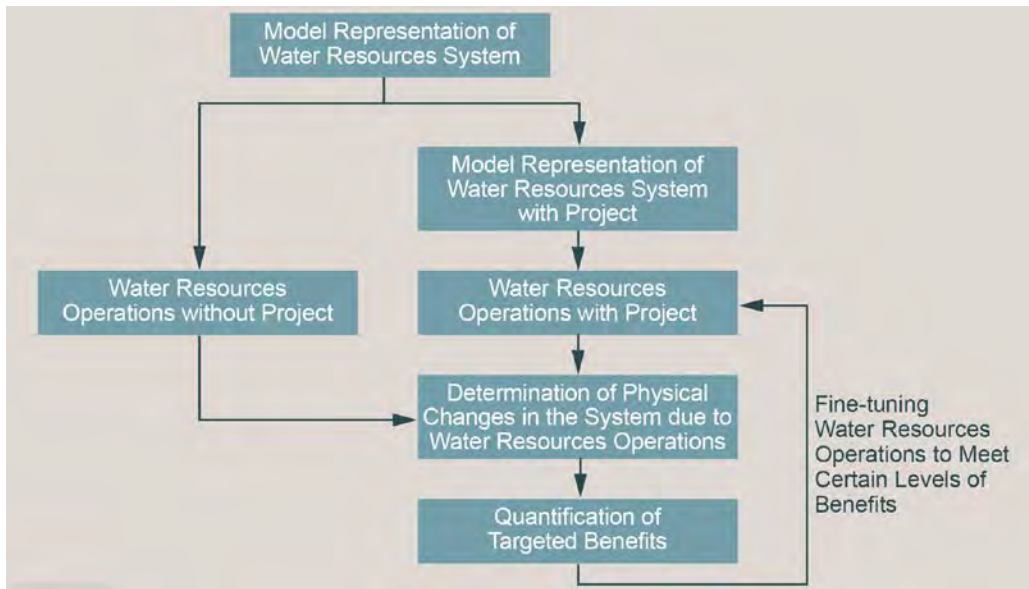 Model Representation of
Water Resources System
Model Representation of
Water Resources System
with Project
Water Resources
Operations without Project
Water Resources
Operations with Project
Determination of Physical
Changes in the System due to
Water Resources Operations
Fine-tuning
Water Resources
Operations to Meet
Certain Levels of
Benefits
Quantification of
Targeted Benefits